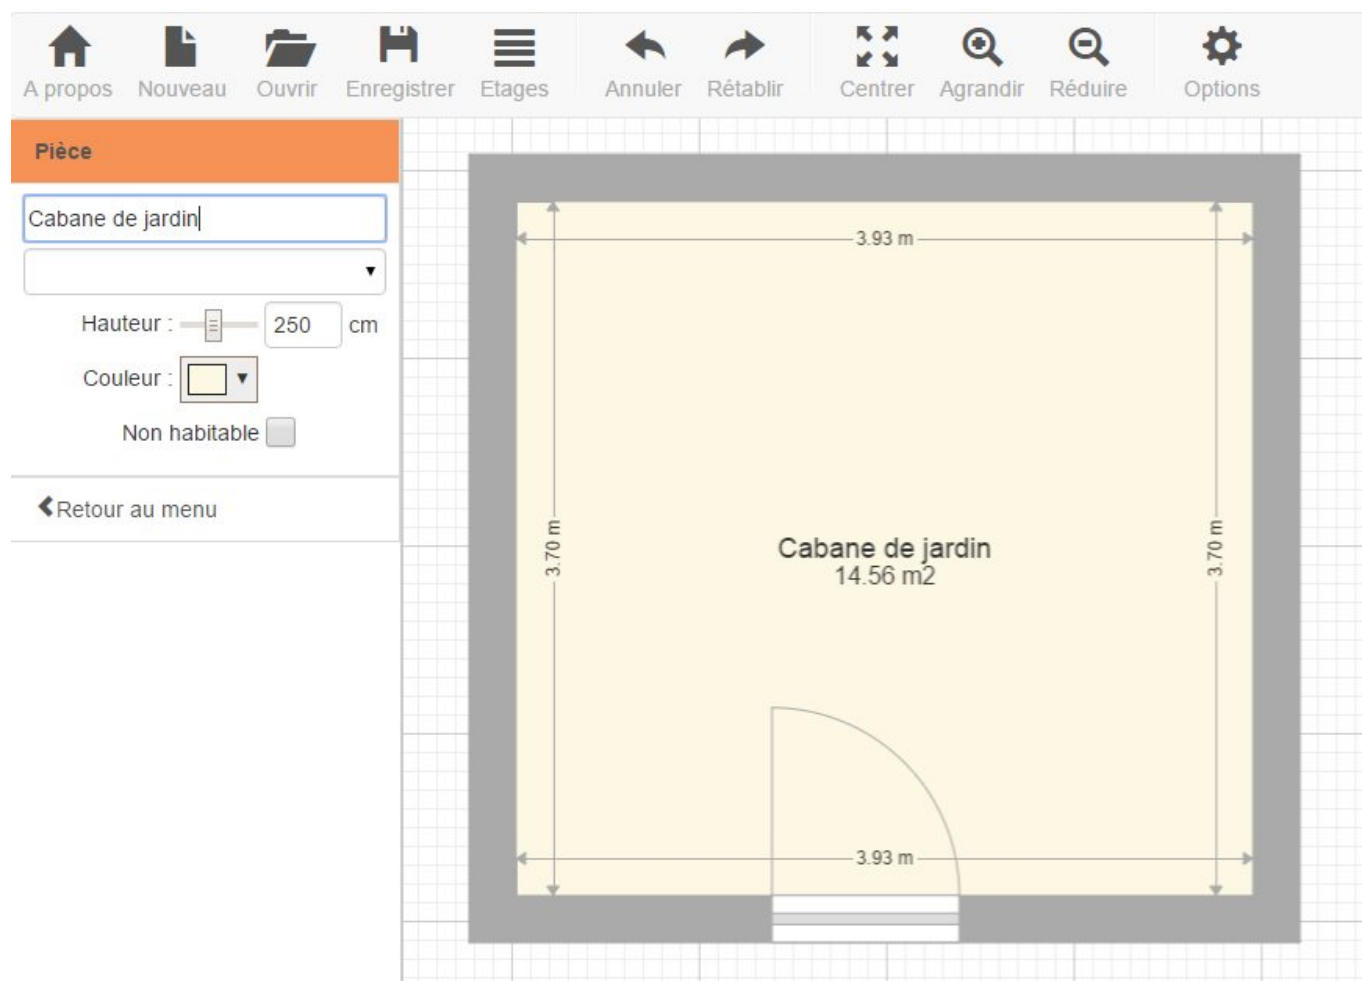 A propos Nouveau Ouvrir Enregistrer Etages Annuler Rétablir Centrer Agrandir Réduire Options
Pièce
Cabane de jardin
Hauteur : 250 cm
Couleur :
Non habitable
Retour au menu
3.93 m
3.70 m
3.70 m
Cabane de jardin
14.56 m2
3.93 m